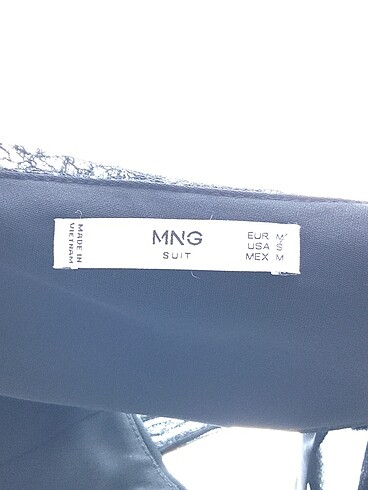 MADE IN
VIETNAM
MNG
SUIT
EUR M
USA S
MEX M